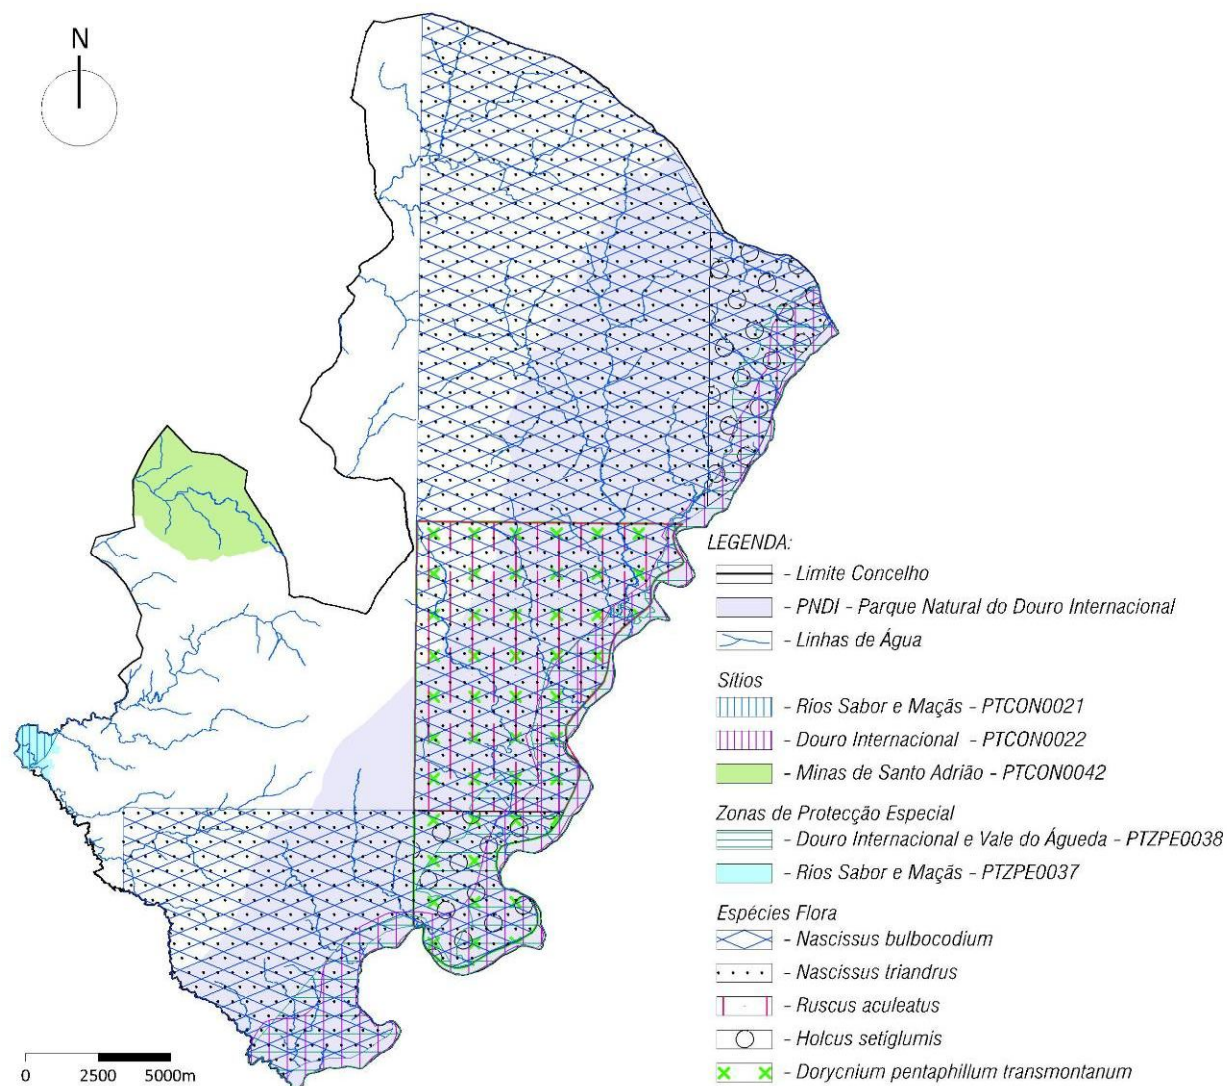 N
LEGENDA:
- Limite Concelho
- PNDI - Parque Natural do Douro Internacional
- Linhas de Água
Sítios
- Rios Sabor e Maçãs - PTCON0021
- Douro Internacional - PTCON0022
- Minas de Santo Adrião - PTCON0042
Zonas de Protecção Especial
- Douro Internacional e Vale do Águeda - PTZPE0038
- Rios Sabor e Maçãs - PTZPE0037
Espécies Flora
- Nascissus bulbocodium
- Nascissus triandrus
- Ruscus aculeatus
- Holcus setiglumis
- Dorycnium pentaphillum transmontanum
0 2500 5000m